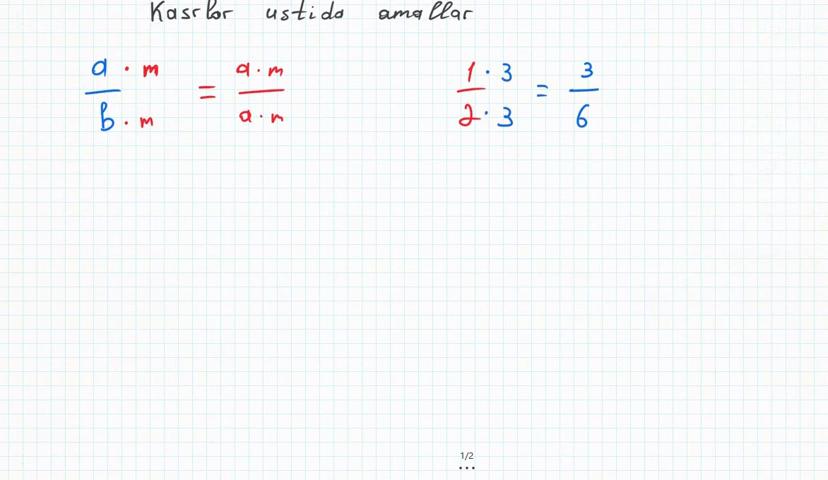 Kasrlar ustida amallar
a · m / b · m = a · m / a · m
1 · 3 / 2 · 3 = 3 / 6
1/2
...